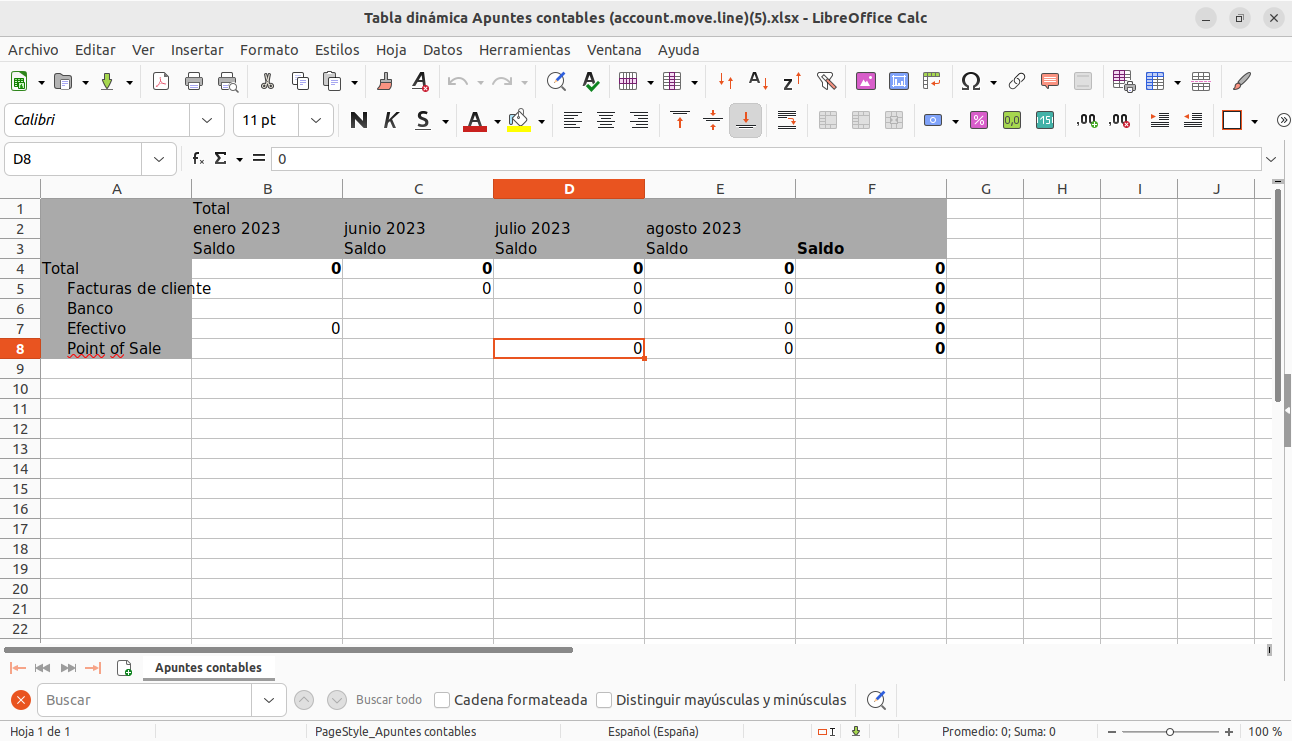 Tabla dinámica Apuntes contables (account.move.line)(5).xlsx - LibreOffice Calc
Archivo Editar Ver Insertar Formato Estilos Hoja Datos Herramientas Ventana Ayuda
Calibri 11 pt N K S A
D8 fx Σ = 0
A B C D E F G H I J
1 Total
2 enero 2023 junio 2023 julio 2023 agosto 2023
3 Saldo Saldo Saldo Saldo Saldo
4 Total 0 0 0 0 0
5 Facturas de cliente 0 0 0 0
6 Banco 0 0
7 Efectivo 0 0 0
8 Point of Sale 0 0 0
9
10
11
12
13
14
15
16
17
18
19
20
21
22
Apuntes contables
Buscar Buscar todo Cadena formateada Distinguir mayúsculas y minúsculas
Hoja 1 de 1 PageStyle_Apuntes contables Español (España) Promedio: 0; Suma: 0 100 %